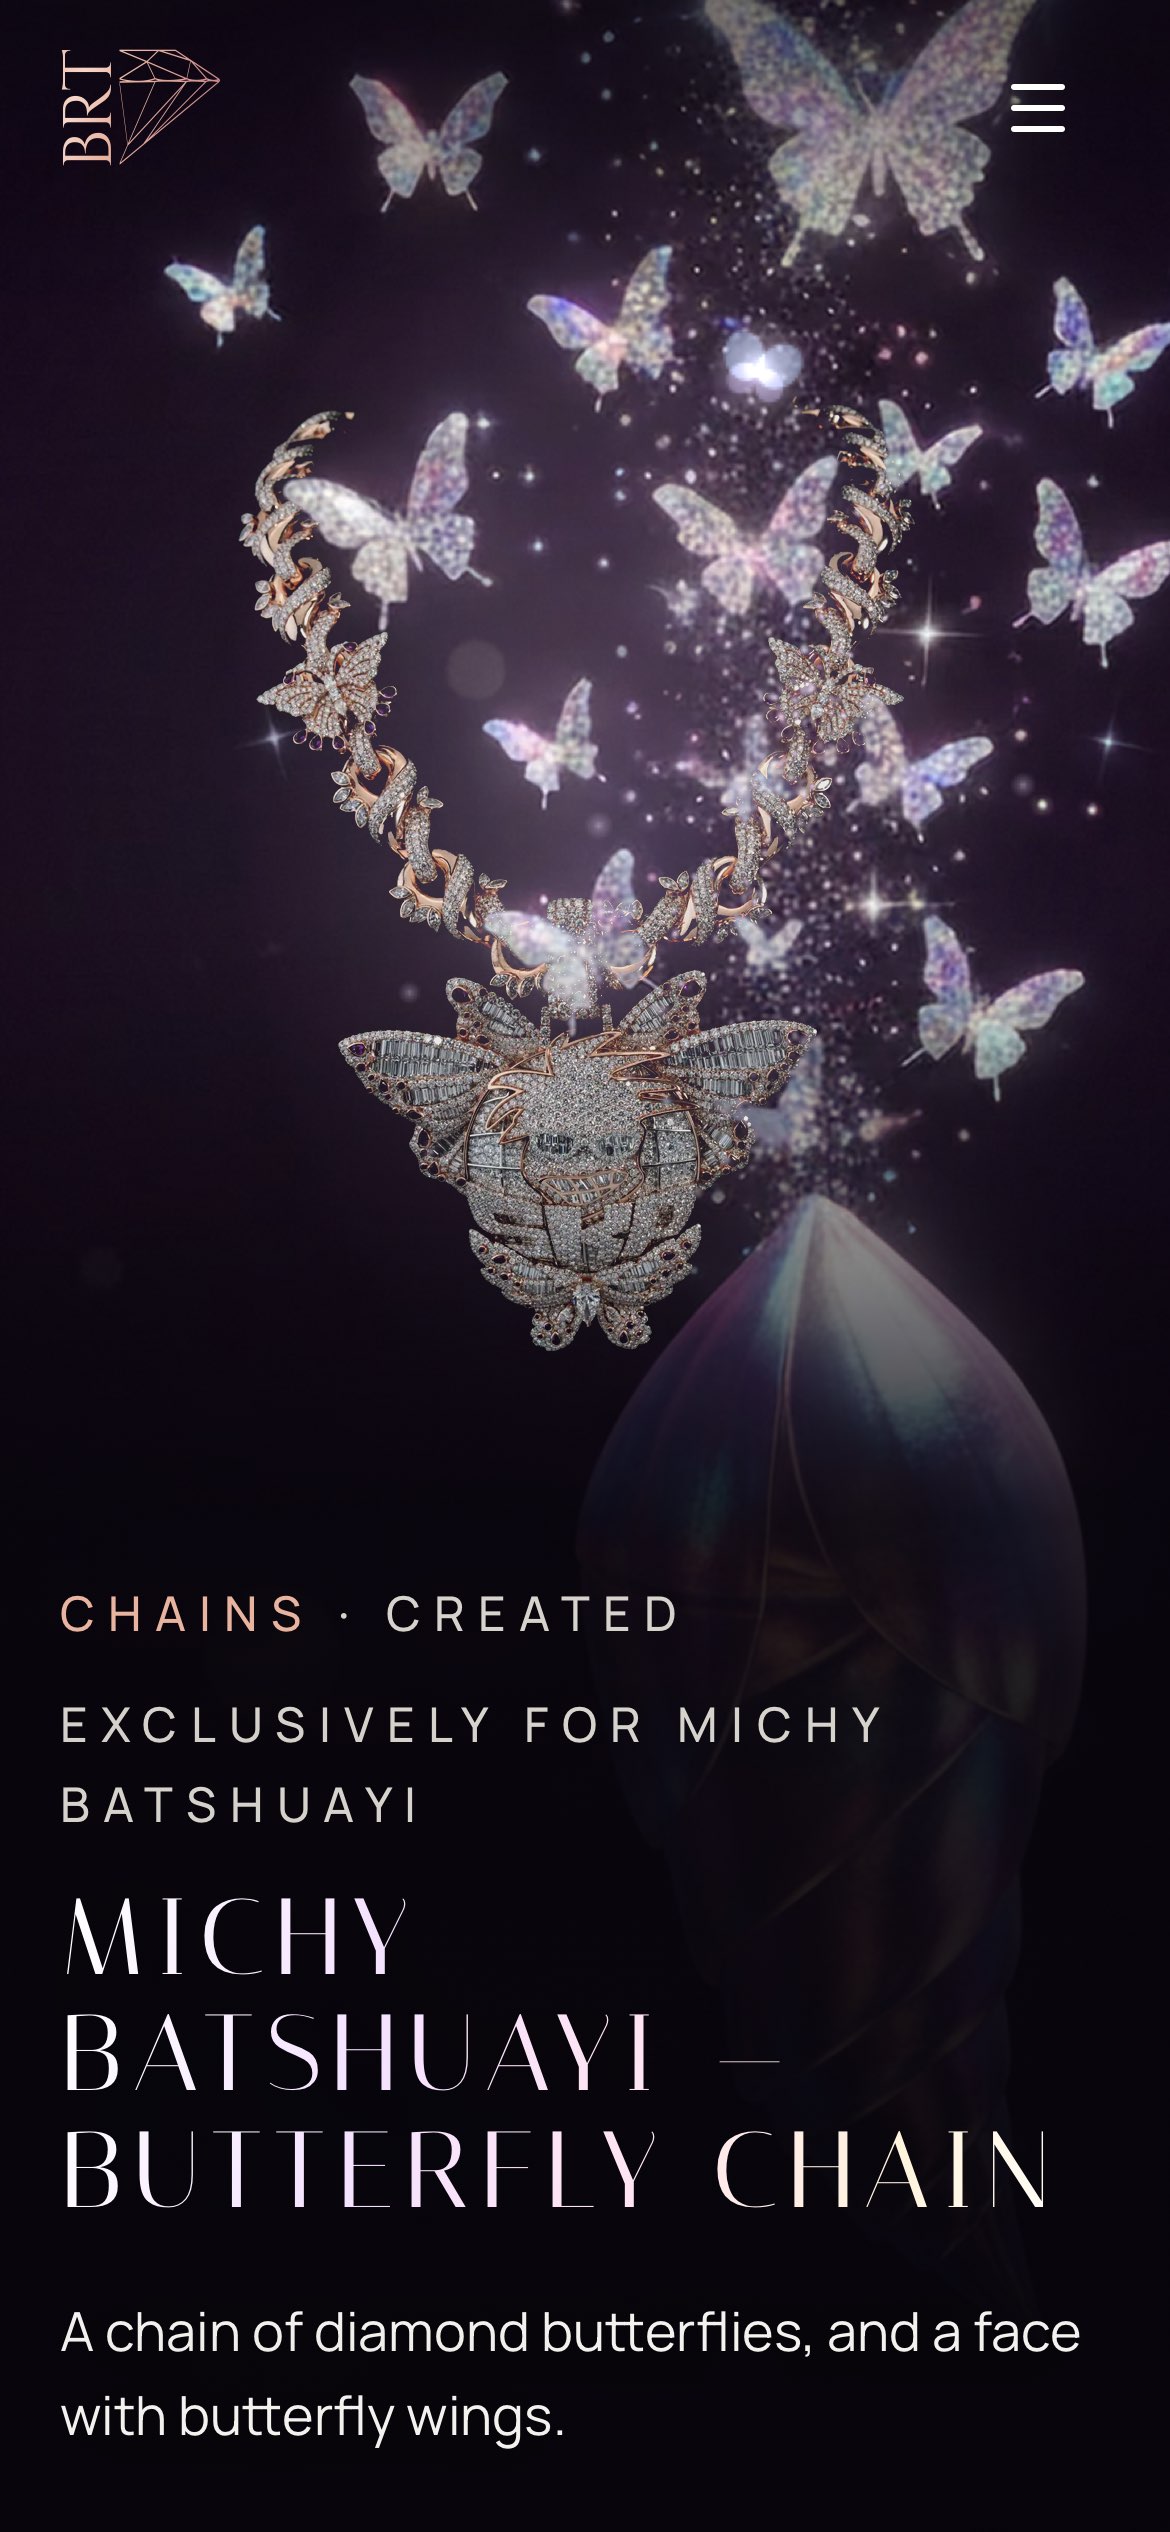 BRT
CHAINS · CREATED
EXCLUSIVELY FOR MICHY
BATSHUAYI
MICHY
BATSHUAYI –
BUTTERFLY CHAIN
A chain of diamond butterflies, and a face
with butterfly wings.